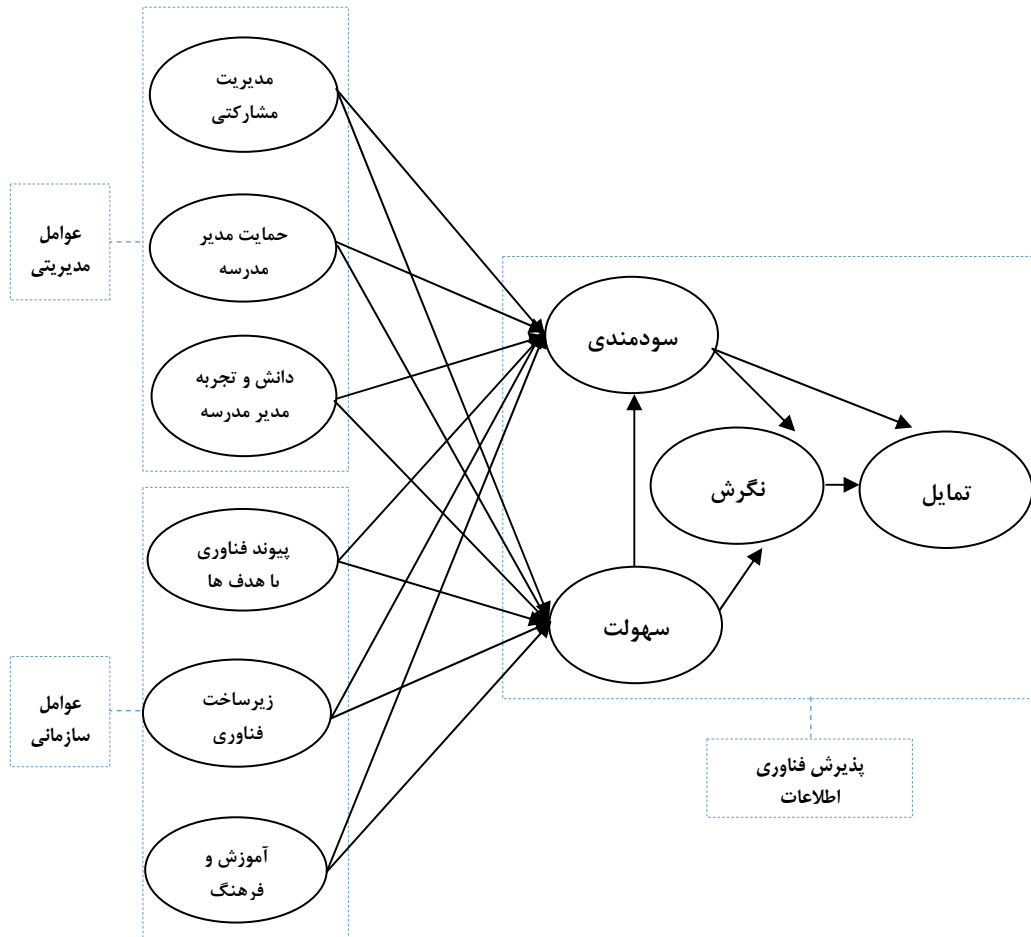 مدیریت
مشارکتی
حمایت مدیر
مدرسه
عوامل
مدیریتی
دانش و تجربه
مدیر مدرسه
سودمندی
نگرش
تمایل
پیوند فناوری
با هدف ها
سهولت
زیرساخت
فناوری
عوامل
سازمانی
پذیرش فناوری
اطلاعات
آموزش و
فرهنگ